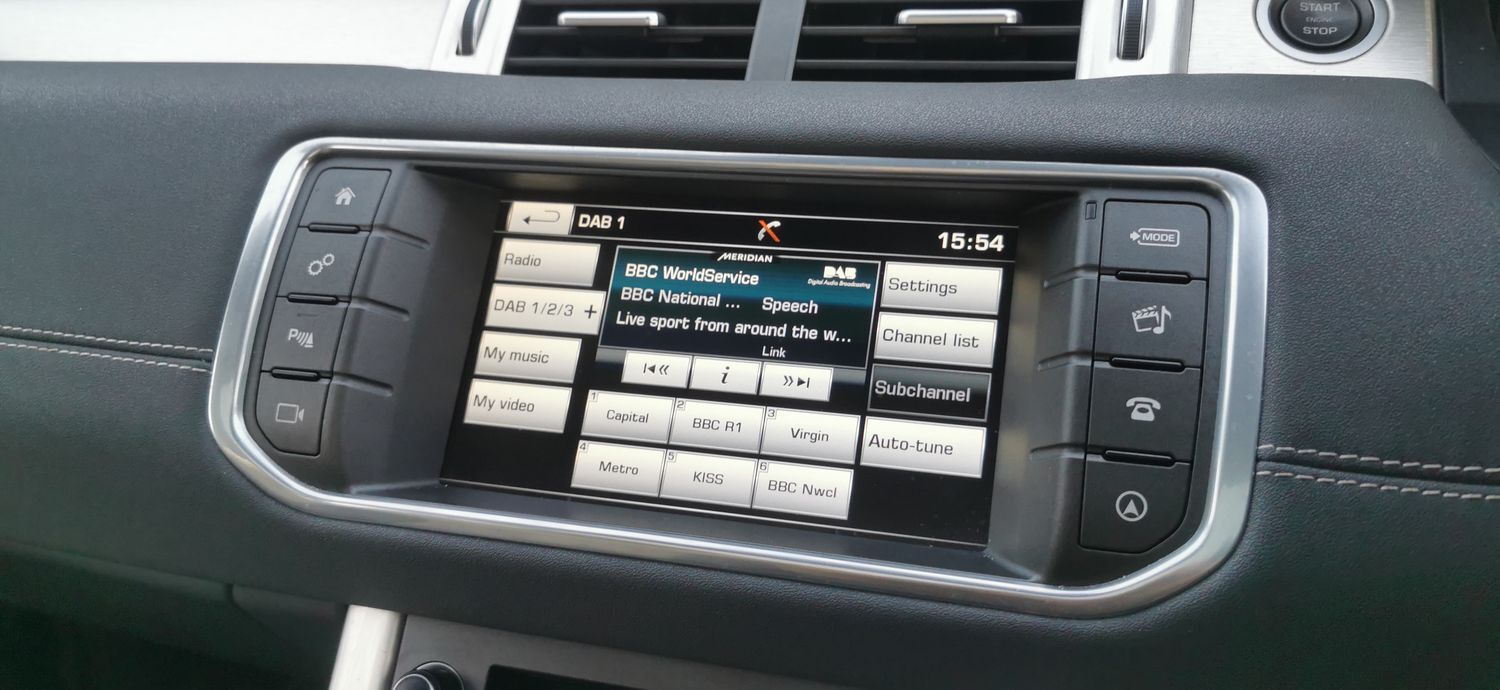 START
ENGINE
STOP
DAB 1
15:54
MODE
Radio
MERIDIAN
DAB
Digital Audio Broadcasting
BBC WorldService
BBC National ... Speech
Live sport from around the w...
Link
Settings
DAB 1/2/3 +
Channel list
My music
i
Subchannel
My video
1 Capital
2 BBC R1
3 Virgin
Auto-tune
4 Metro
5 KISS
6 BBC Nwcl
P